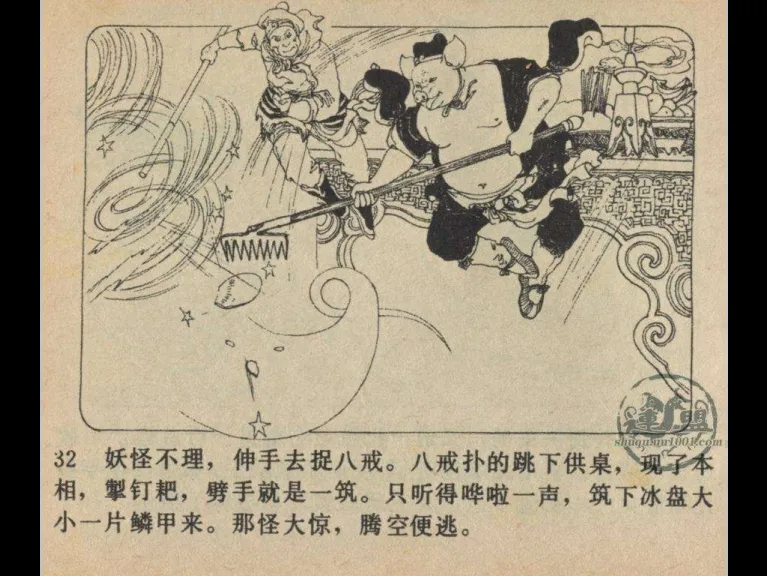 连盟
shuquan1001.com
32 妖怪不理，伸手去捉八戒。八戒扑的跳下供桌，现了本
相，掣钉耙，劈手就是一筑。只听得哗啦一声，筑下冰盘大
小一片鳞甲来。那怪大惊，腾空便逃。